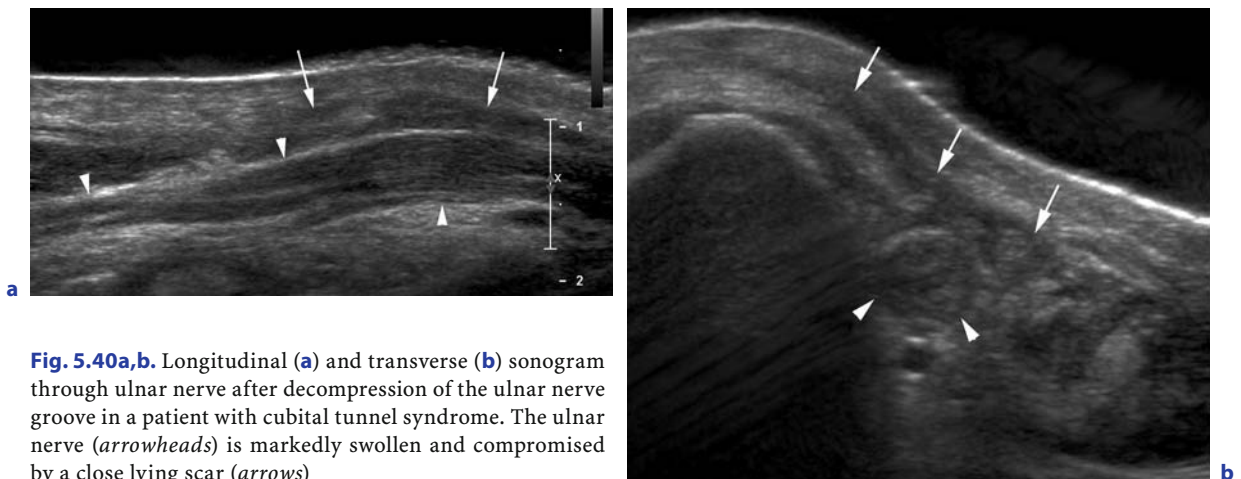 – 1
x
– 2
a
b
Fig. 5.40a,b. Longitudinal (a) and transverse (b) sonogram
through ulnar nerve after decompression of the ulnar nerve
groove in a patient with cubital tunnel syndrome. The ulnar
nerve (arrowheads) is markedly swollen and compromised
by a close lying scar (arrows)